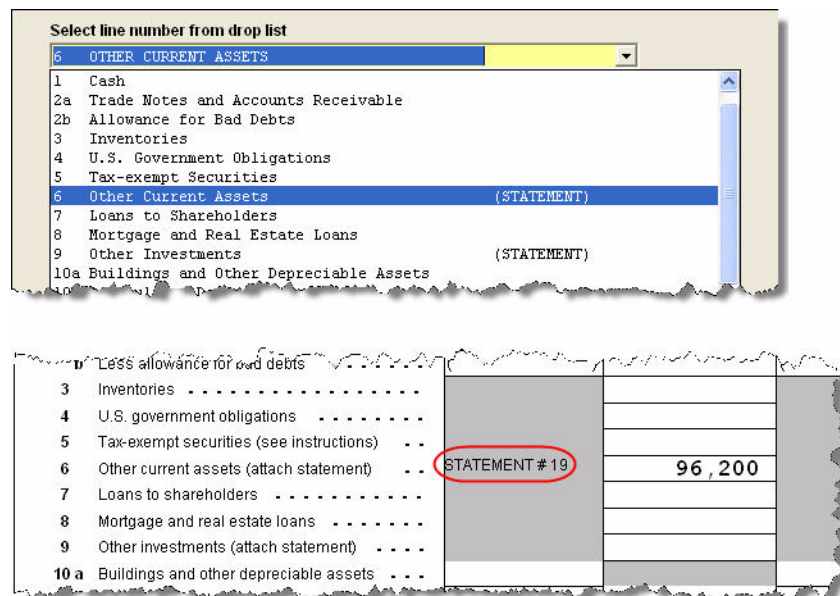 Select line number from drop list
6 OTHER CURRENT ASSETS
1 Cash
2a Trade Notes and Accounts Receivable
2b Allowance for Bad Debts
3 Inventories
4 U.S. Government Obligations
5 Tax-exempt Securities
6 Other Current Assets (STATEMENT)
7 Loans to Shareholders
8 Mortgage and Real Estate Loans
9 Other Investments (STATEMENT)
10a Buildings and Other Depreciable Assets
b Less allowance for bad debts
3 Inventories
4 U.S. government obligations
5 Tax-exempt securities (see instructions)
6 Other current assets (attach statement) STATEMENT # 19 96,200
7 Loans to shareholders
8 Mortgage and real estate loans
9 Other investments (attach statement)
10 a Buildings and other depreciable assets